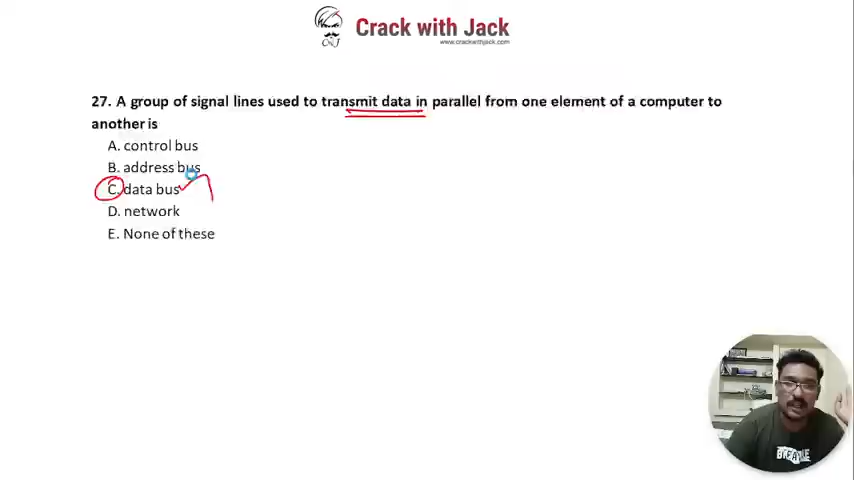 Crack with Jack
www.crackwithjack.com
27. A group of signal lines used to transmit data in parallel from one element of a computer to
another is
A. control bus
B. address bus
C. data bus
D. network
E. None of these